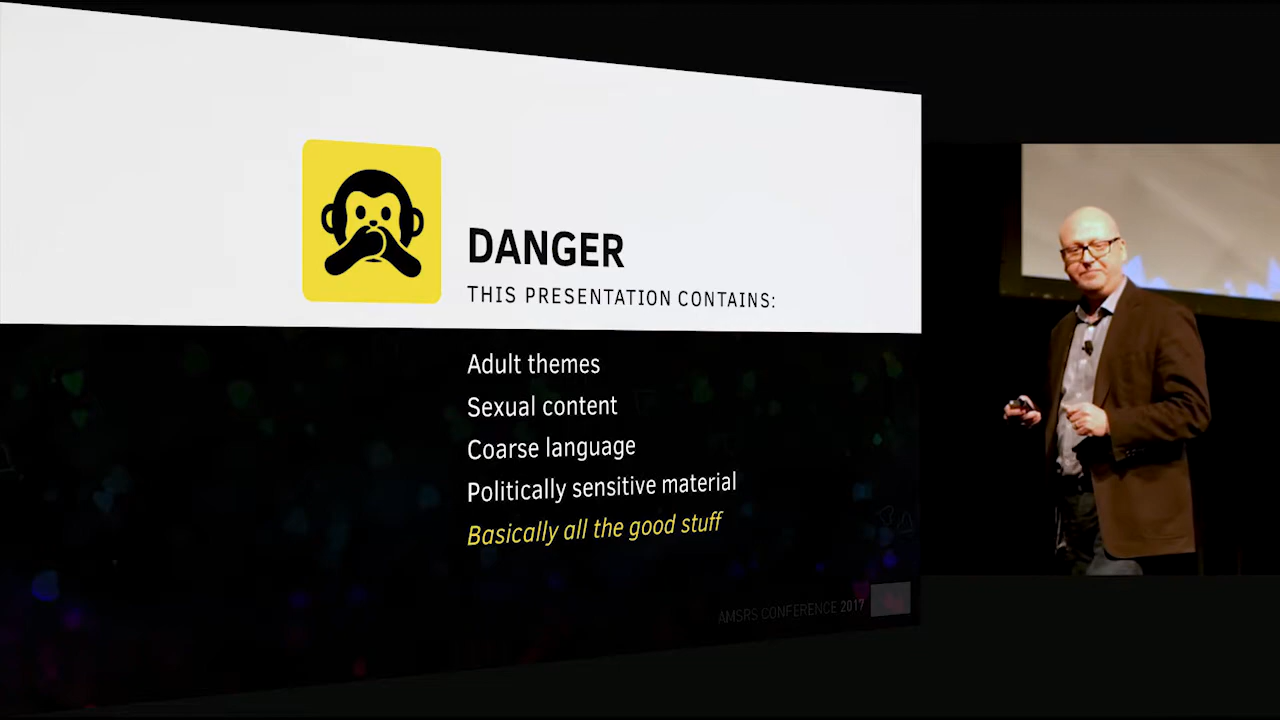 DANGER
THIS PRESENTATION CONTAINS:
Adult themes
Sexual content
Coarse language
Politically sensitive material
Basically all the good stuff
AMSRS CONFERENCE 2017